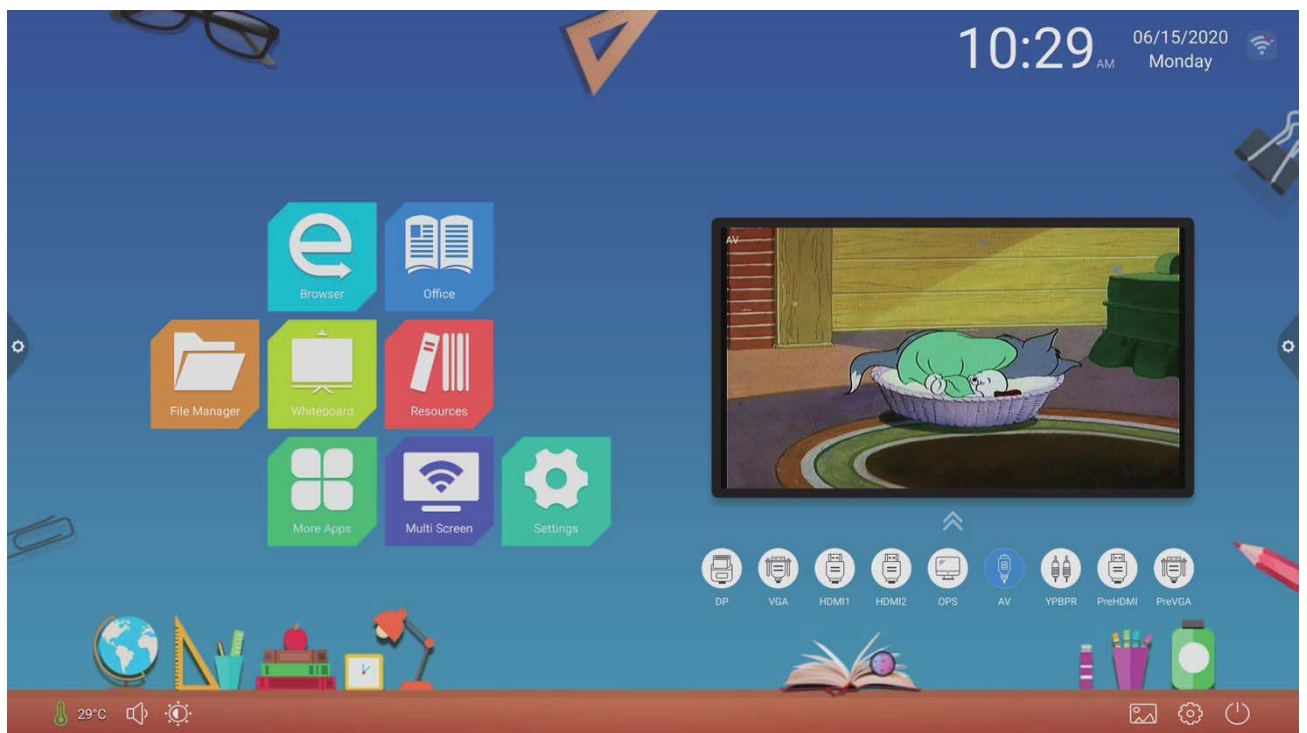 10:29 AM
06/15/2020
Monday
Browser
Office
File Manager
Whiteboard
Resources
More Apps
Multi Screen
Settings
AV
DP
VGA
HDMI1
HDMI2
OPS
AV
YPBPR
PreHDMI
PreVGA
29°C